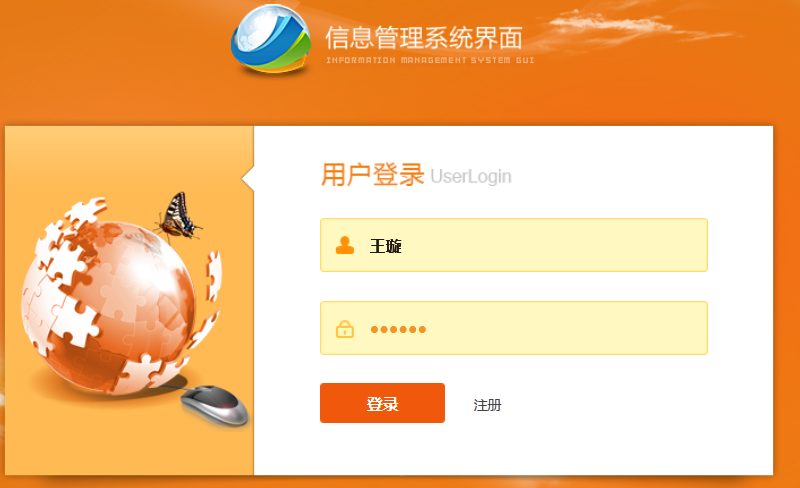 信息管理系统界面
INFORMATION MANAGEMENT SYSTEM GUI
用户登录 UserLogin
王璇
••••••
登录 注册